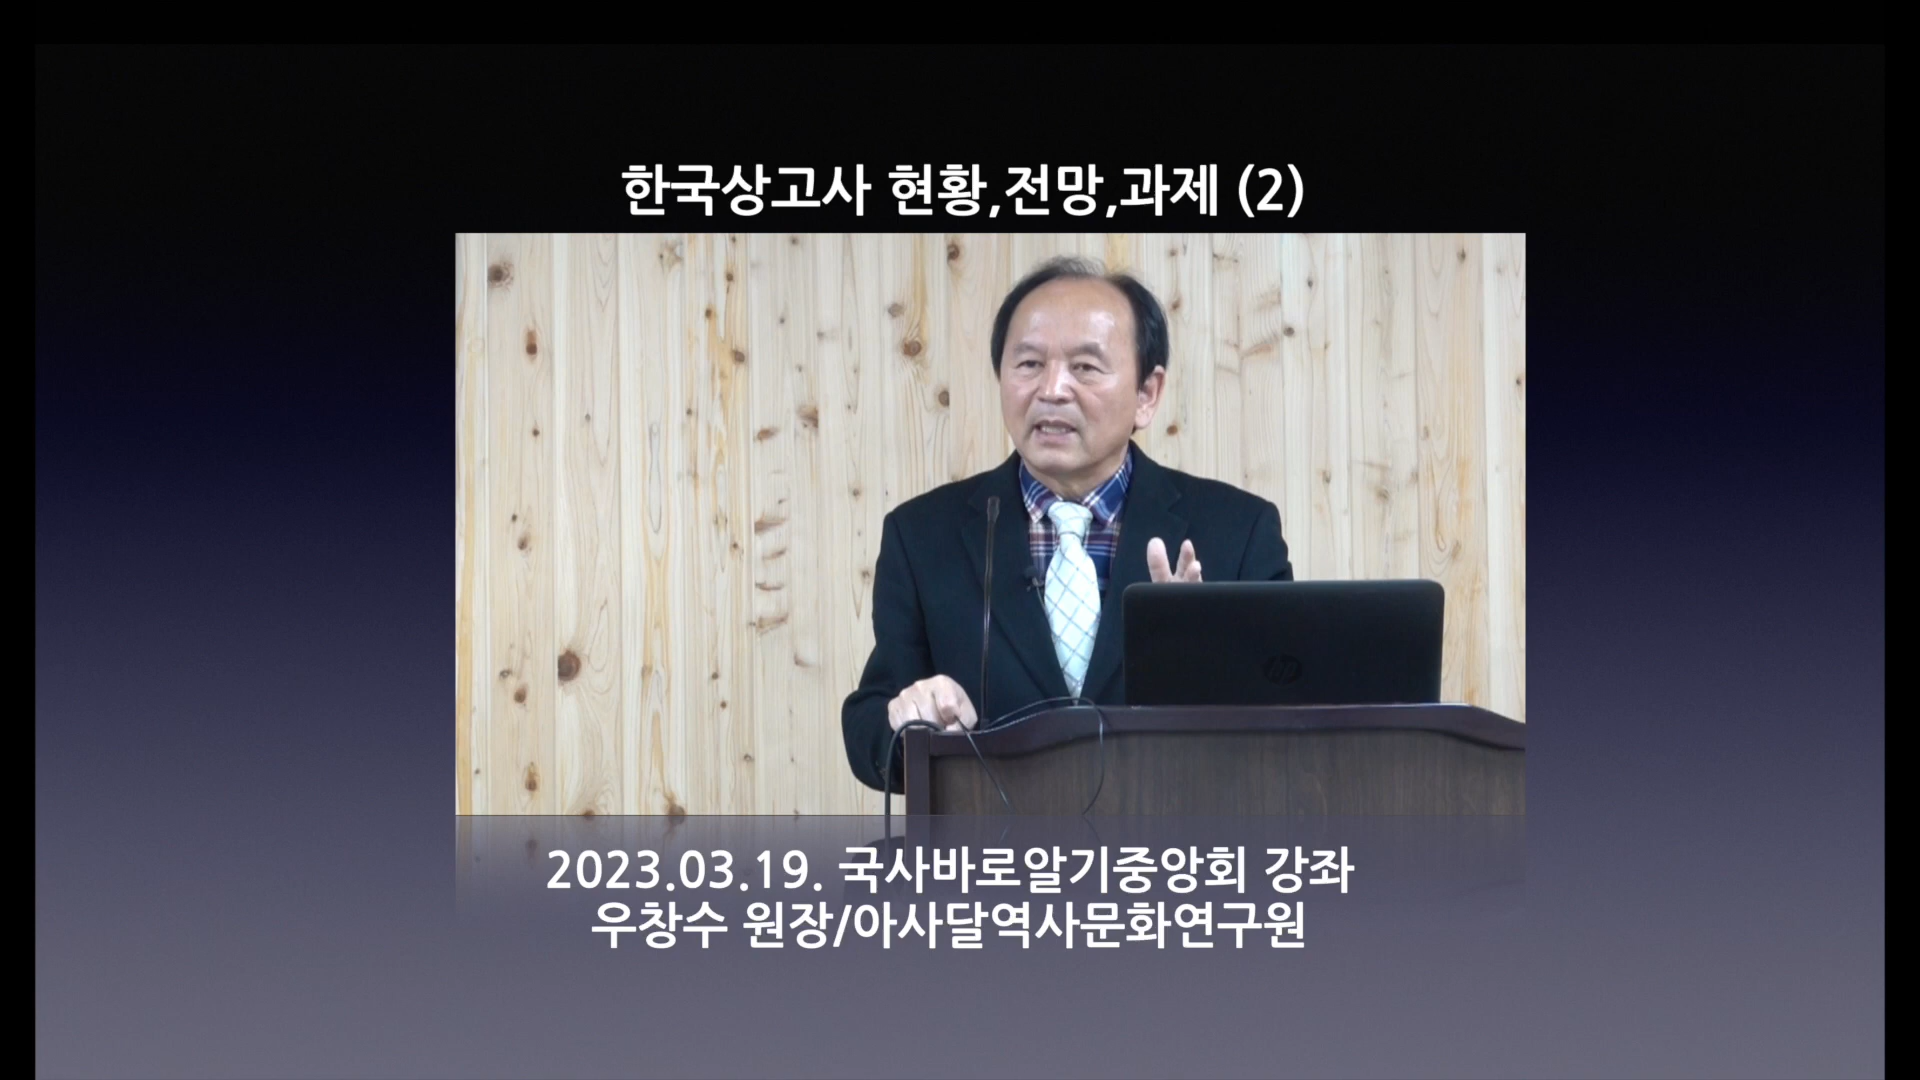 한국상고사 현황,전망,과제 (2)
hp
2023.03.19. 국사바로알기중앙회 강좌
우창수 원장/아사달역사문화연구원